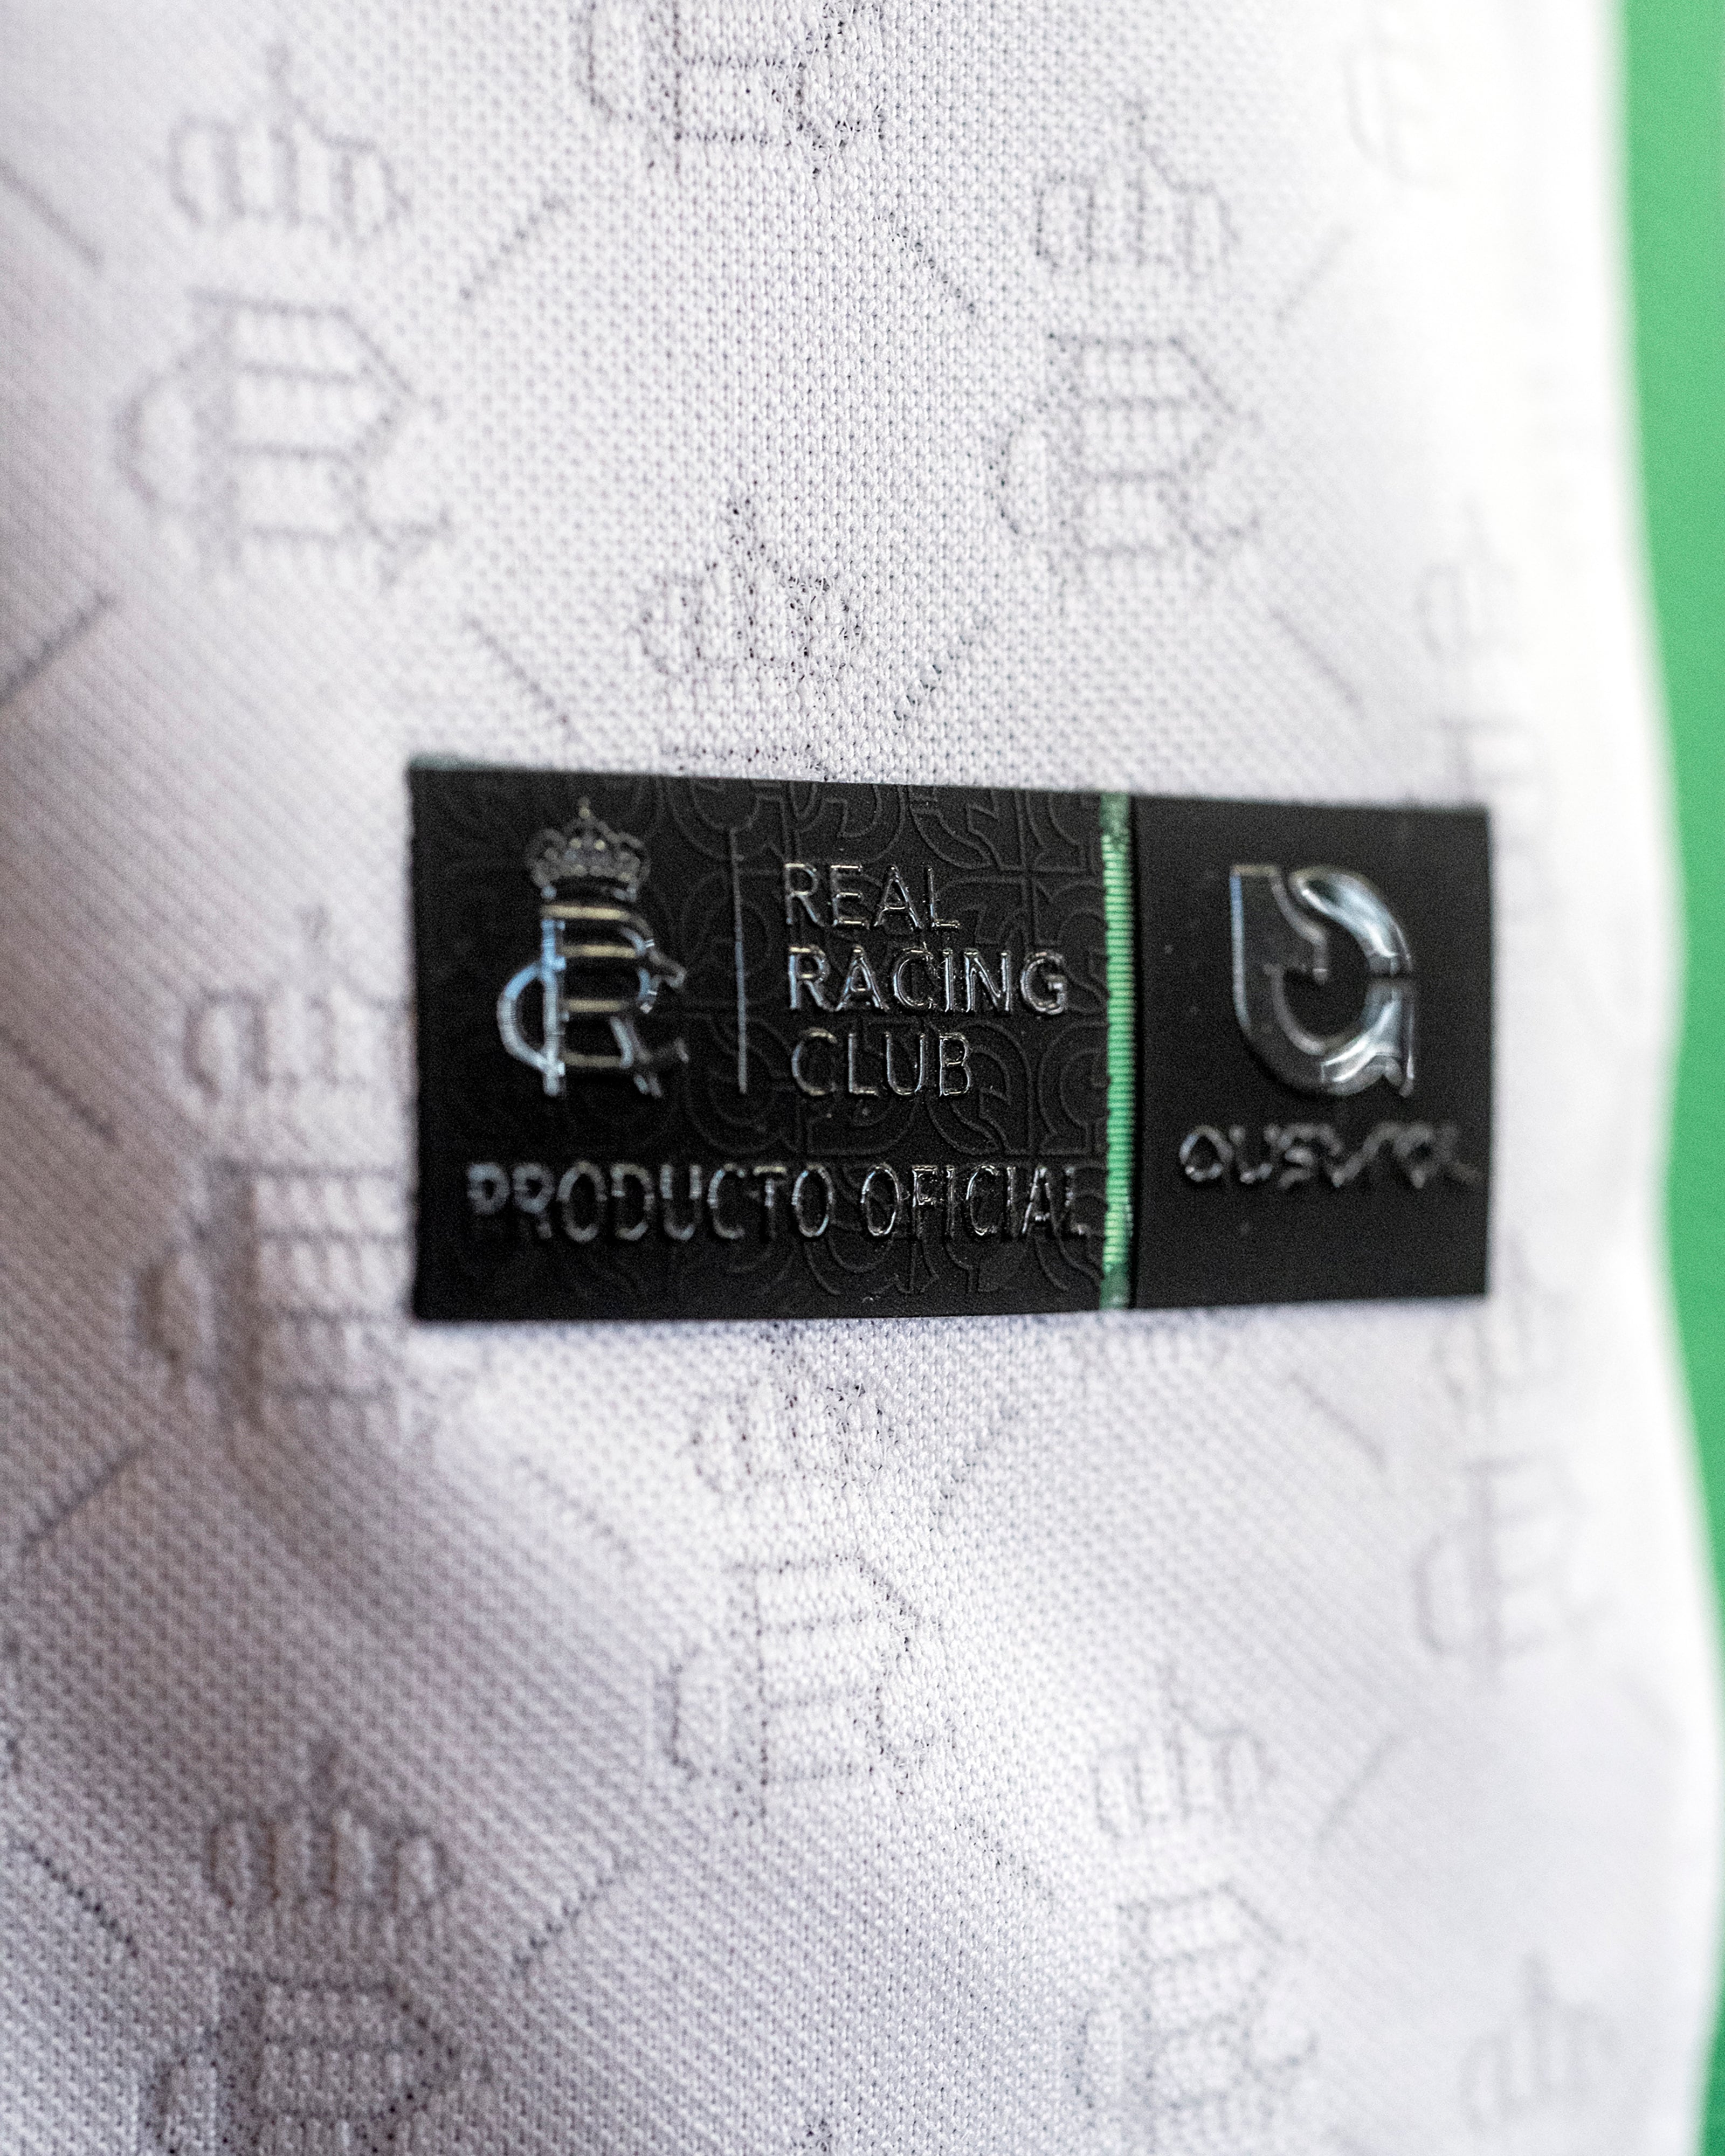 REAL
RACING
CLUB
PRODUCTO OFICIAL